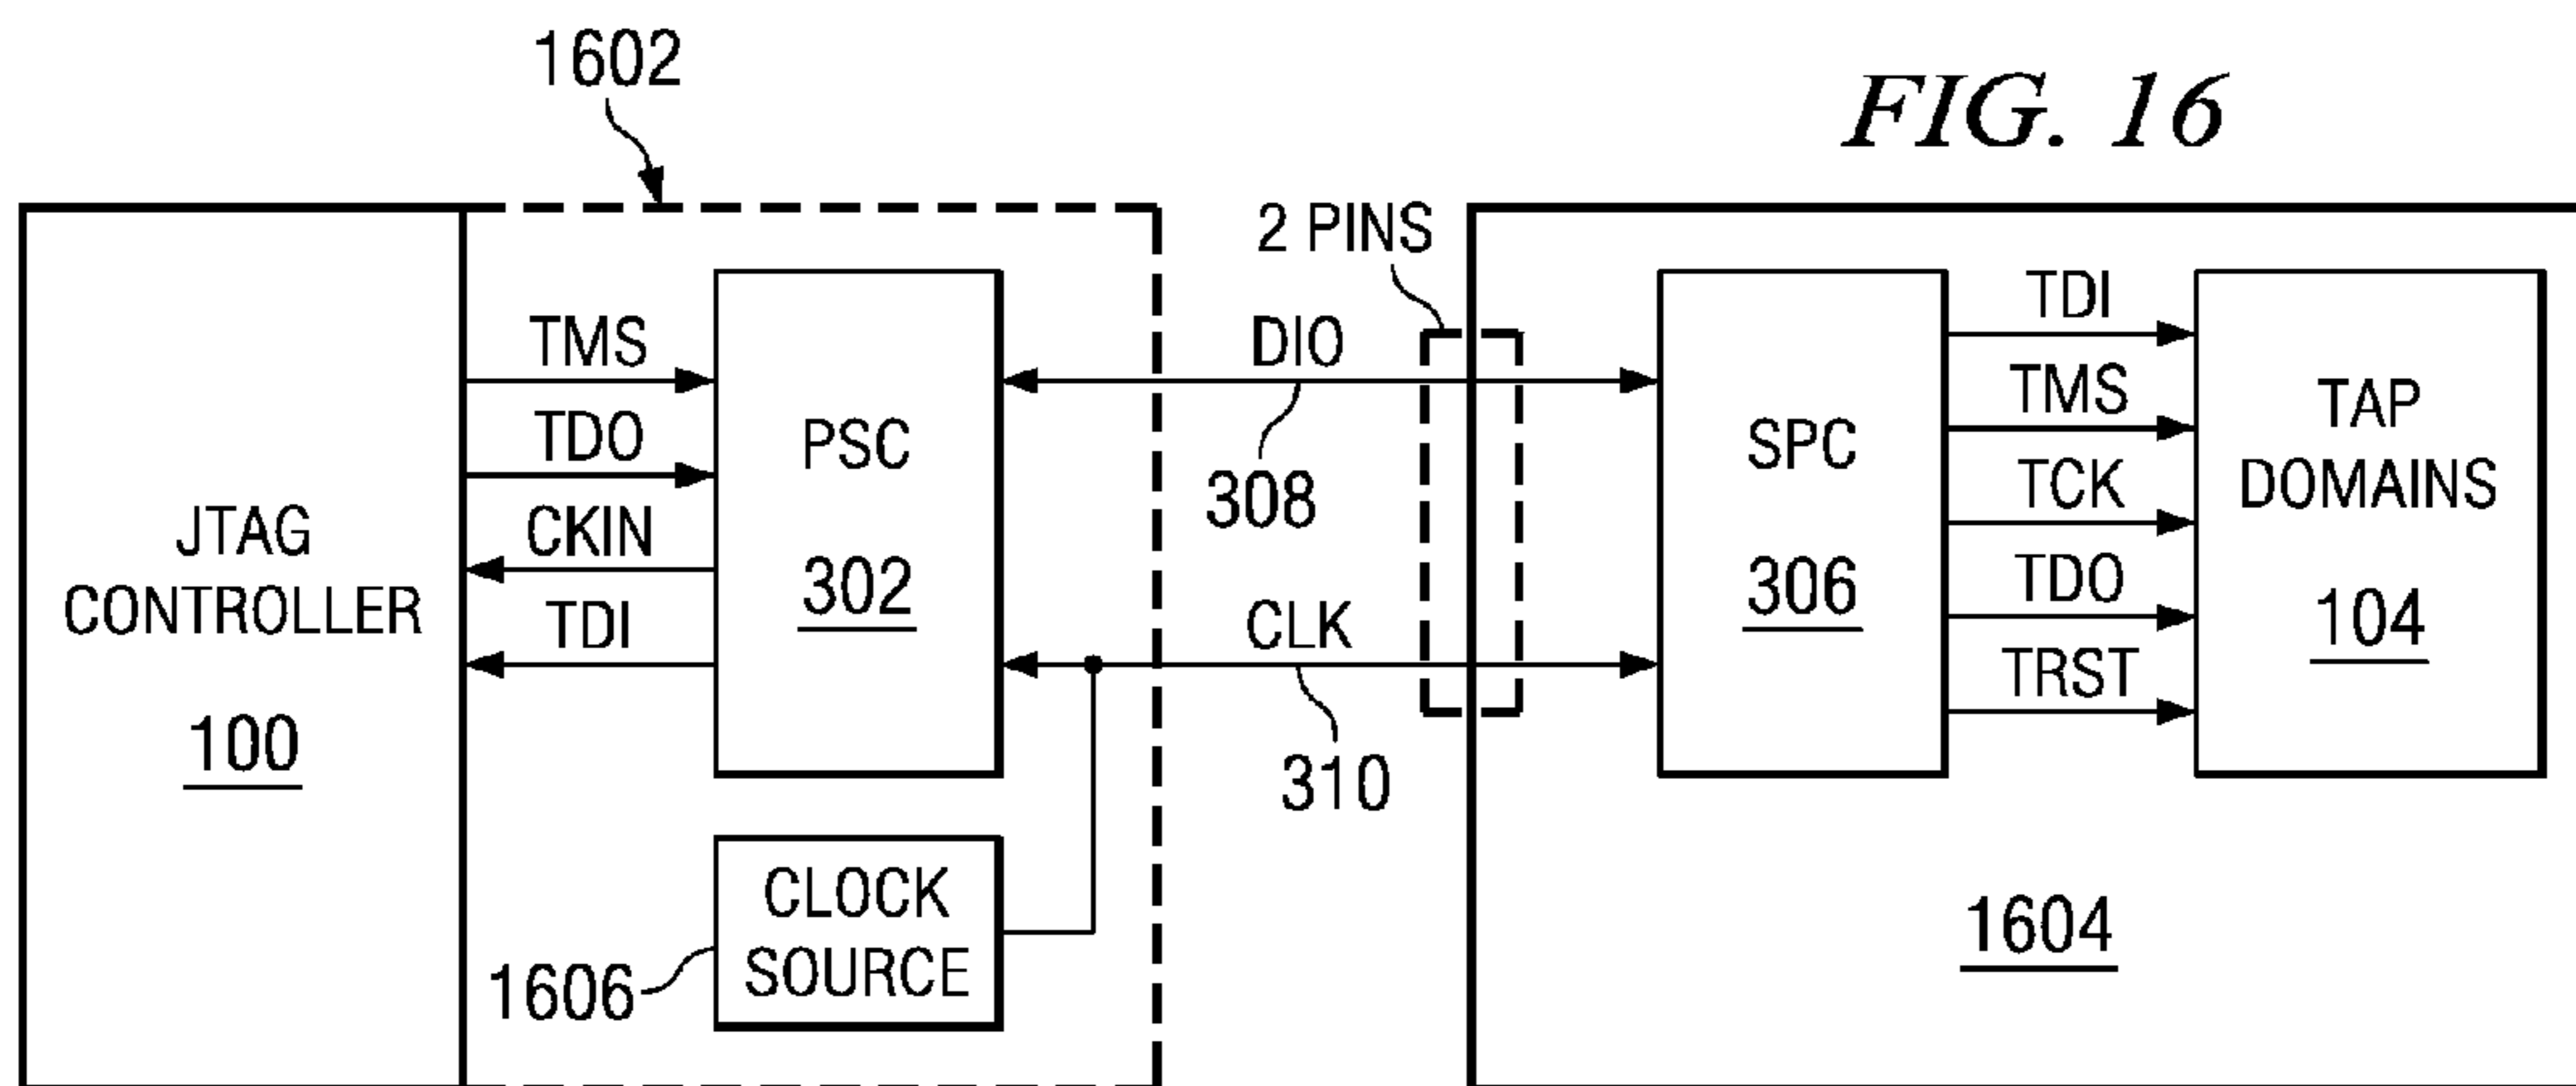 FIG. 16
1602
2 PINS
JTAG
CONTROLLER
100
TMS
TDO
CKIN
TDI
PSC
302
CLOCK
SOURCE
1606
DIO
308
CLK
310
SPC
306
TDI
TMS
TCK
TDO
TRST
TAP
DOMAINS
104
1604